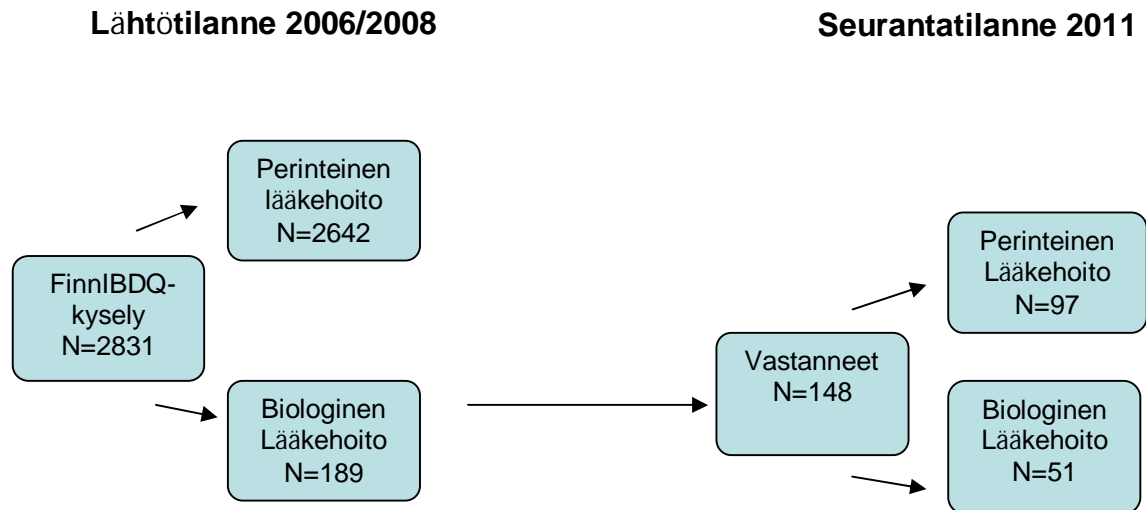 Lähtötilanne 2006/2008
Seurantatilanne 2011
FinnIBDQ-
kysely
N=2831
Perinteinen
lääkehoito
N=2642
Biologinen
Lääkehoito
N=189
Vastanneet
N=148
Perinteinen
Lääkehoito
N=97
Biologinen
Lääkehoito
N=51